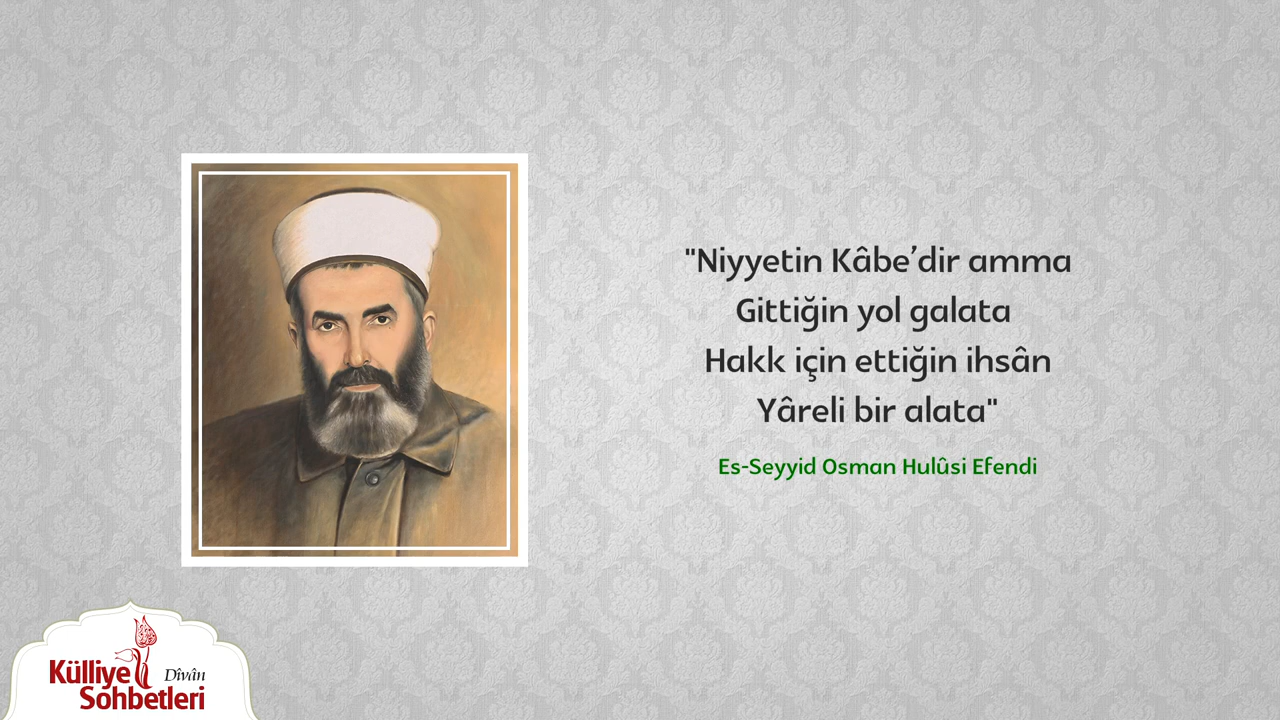 "Niyyetin Kâbe’dir amma
Gittiğin yol galata
Hakk için ettiğin ihsân
Yâreli bir alata"
Es-Seyyid Osman Hulûsi Efendi
Külliye Dîvân
Sohbetleri